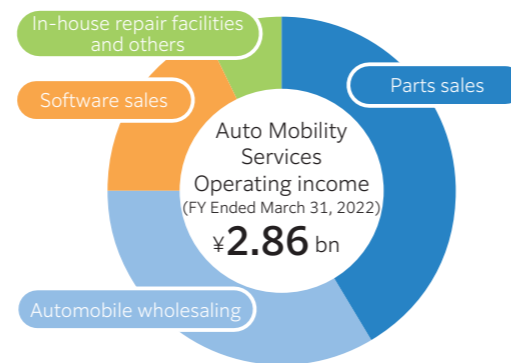 In-house repair facilities
and others
Parts sales
Software sales
Auto Mobility
Services
Operating income
(FY Ended March 31, 2022)
¥2.86 bn
Automobile wholesaling